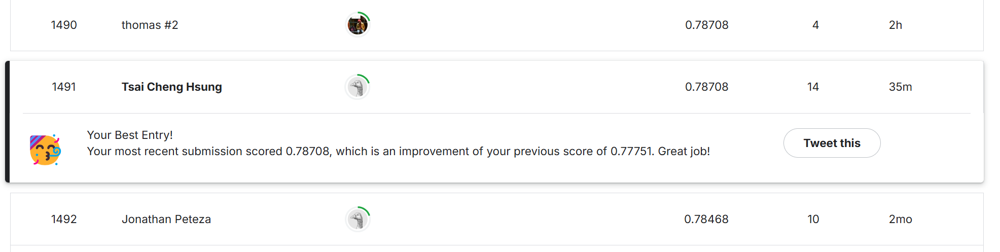 1490 thomas #2 0.78708 4 2h
1491 Tsai Cheng Hsung 0.78708 14 35m
Your Best Entry!
Your most recent submission scored 0.78708, which is an improvement of your previous score of 0.77751. Great job!
Tweet this
1492 Jonathan Peteza 0.78468 10 2mo